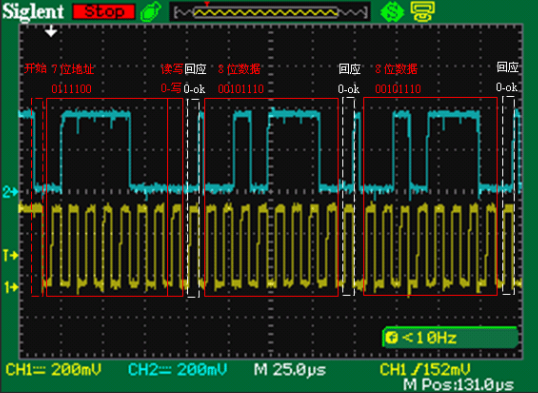 Siglent Stop
开始 7位地址 读写 回应 8位数据 回应 8位数据 回应
0111100 0-写 0-ok 00101110 0-ok 00101110 0-ok
2
T
1
<10Hz
CH1 200mV CH2 200mV M 25.0μs CH1 /152mV
M Pos:131.0μs